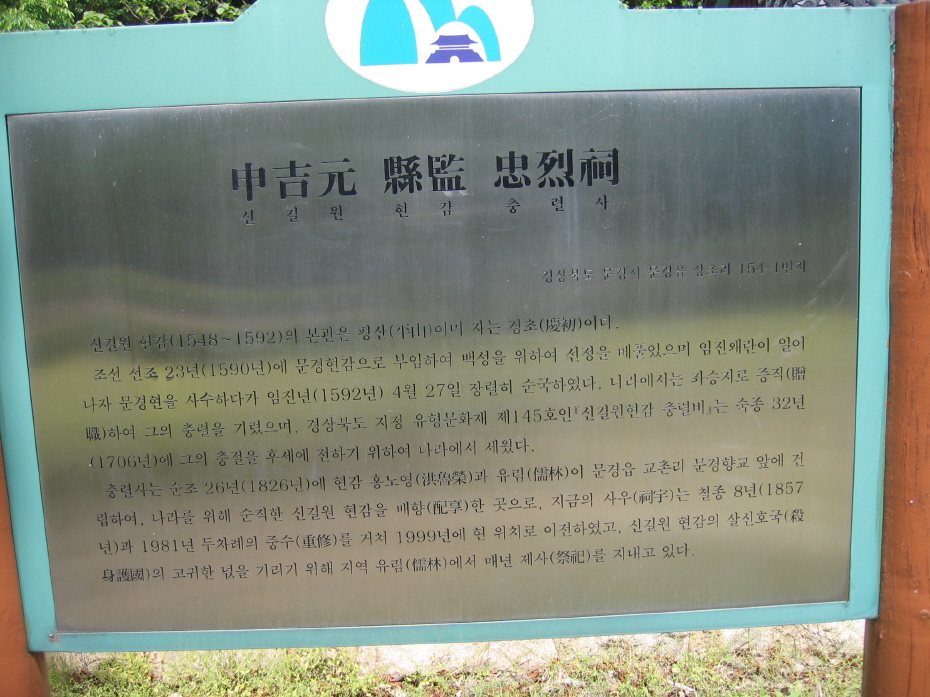 申吉元 縣監 忠烈祠
신길원 현감 충렬사
경상북도 문경시 문경읍 상초리 154-1번지
신길원 현감(1548~1592)의 본관은 평산(平山)이며 자는 경초(慶初)이다.
조선 선조 23년(1590년)에 문경현감으로 부임하여 백성을 위하여 선정을 베풀었으며 임진왜란이 일어
나자 문경현을 사수하다가 임진년(1592년) 4월 27일 장렬히 순국하였다. 나라에서는 좌승지로 증직(贈
職)하여 그의 충렬을 기렸으며, 경상북도 지정 유형문화재 제145호인『신길원현감 충렬비』는 숙종 32년
(1706년)에 그의 충절을 후세에 전하기 위하여 나라에서 세웠다.
충렬사는 순조 26년(1826년)에 현감 홍노영(洪魯榮)과 유림(儒林)이 문경읍 교촌리 문경향교 앞에 건
립하여, 나라를 위해 순직한 신길원 현감을 배향(配享)한 곳으로, 지금의 사우(祠宇)는 철종 8년(1857
년)과 1981년 두차례의 중수(重修)를 거쳐 1999년에 현 위치로 이전하였고, 신길원 현감의 살신호국(殺
身護國)의 고귀한 넋을 기리기 위해 지역 유림(儒林)에서 매년 제사(祭祀)를 지내고 있다.